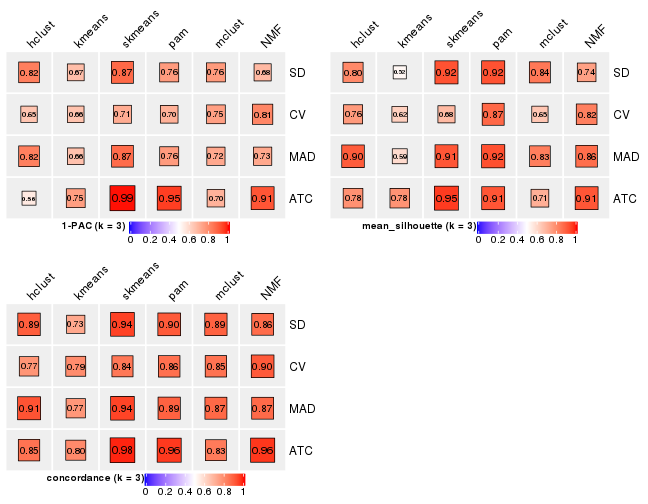 hclust kmeans skmeans pam mclust NMF
0.82 0.67 0.87 0.76 0.76 0.68 SD
0.65 0.66 0.71 0.70 0.75 0.81 CV
0.82 0.66 0.87 0.76 0.72 0.73 MAD
0.56 0.75 0.99 0.95 0.70 0.91 ATC
1-PAC (k = 3)
0 0.2 0.4 0.6 0.8 1
hclust kmeans skmeans pam mclust NMF
0.80 0.52 0.92 0.92 0.84 0.74 SD
0.76 0.62 0.68 0.87 0.65 0.82 CV
0.90 0.59 0.91 0.92 0.83 0.86 MAD
0.78 0.78 0.95 0.91 0.71 0.91 ATC
mean_silhouette (k = 3)
0 0.2 0.4 0.6 0.8 1
hclust kmeans skmeans pam mclust NMF
0.89 0.73 0.94 0.90 0.89 0.86 SD
0.77 0.79 0.84 0.86 0.85 0.90 CV
0.91 0.77 0.94 0.89 0.87 0.87 MAD
0.85 0.80 0.98 0.96 0.83 0.96 ATC
concordance (k = 3)
0 0.2 0.4 0.6 0.8 1